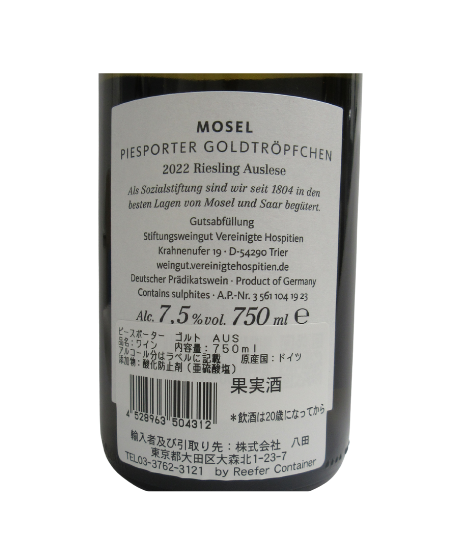 MOSEL
PIESPORTER GOLDTRÖPFCHEN
2022 Riesling Auslese
Als Sozialstiftung sind wir seit 1804 in den
besten Lagen von Mosel und Saar begütert.
Gutsabfüllung
Stiftungsweingut Vereinigte Hospitien
Krahnenufer 19 · D-54290 Trier
weingut.vereinigtehospitien.de
Deutscher Prädikatswein · Product of Germany
Contains sulphites · A.P.-Nr. 3 561 104 19 23
Alc. 7,5% vol. 750 ml e
ピースポーター ゴルト AUS
品名:ワイン 内容量:750ml
アルコール分はラベルに記載 原産国:ドイツ
添加物:酸化防止剤(亜硫酸塩)
果実酒
4 528963 504312
*飲酒は20歳になってから
輸入者及び引取り先:株式会社 八田
東京都大田区大森北1-23-7
TEL03-3762-3121 by Reefer Container